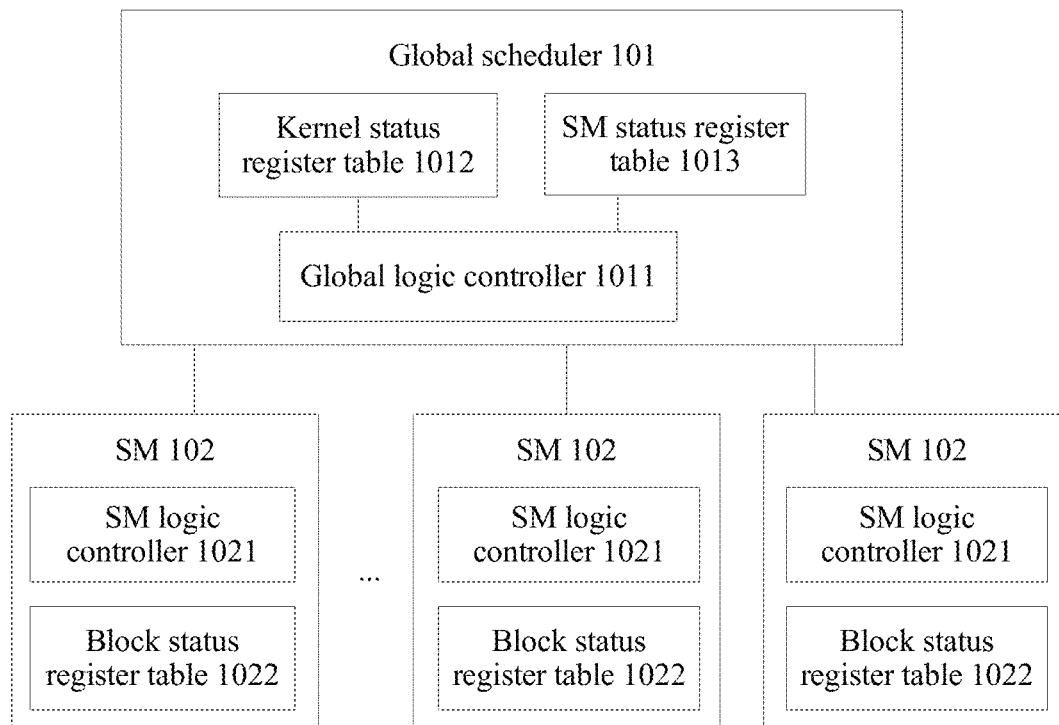 Global scheduler 101
Kernel status
register table 1012
SM status register
table 1013
Global logic controller 1011
SM 102
SM logic
controller 1021
Block status
register table 1022
...
SM 102
SM logic
controller 1021
Block status
register table 1022
SM 102
SM logic
controller 1021
Block status
register table 1022